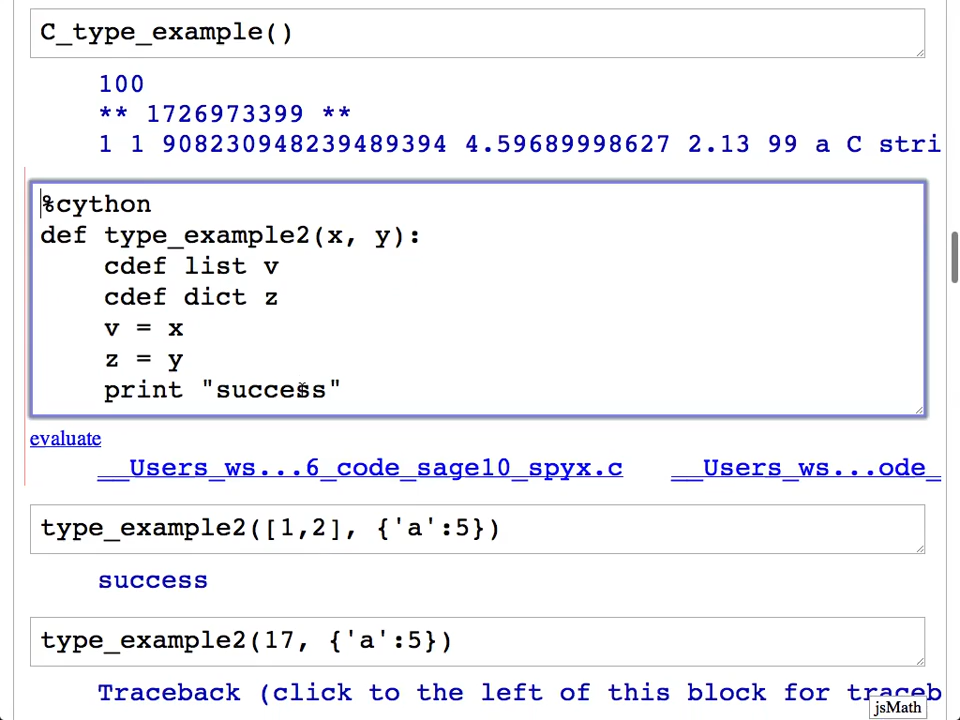 C_type_example()
100
** 1726973399 **
1 1 908230948239489394 4.59689998627 2.13 99 a C stri
%cython
def type_example2(x, y):
cdef list v
cdef dict z
v = x
z = y
print "success"
evaluate
__Users_ws...6_code_sage10_spyx.c __Users_ws...ode_
type_example2([1,2], {'a':5})
success
type_example2(17, {'a':5})
Traceback (click to the left of this block for traceb
jsMath